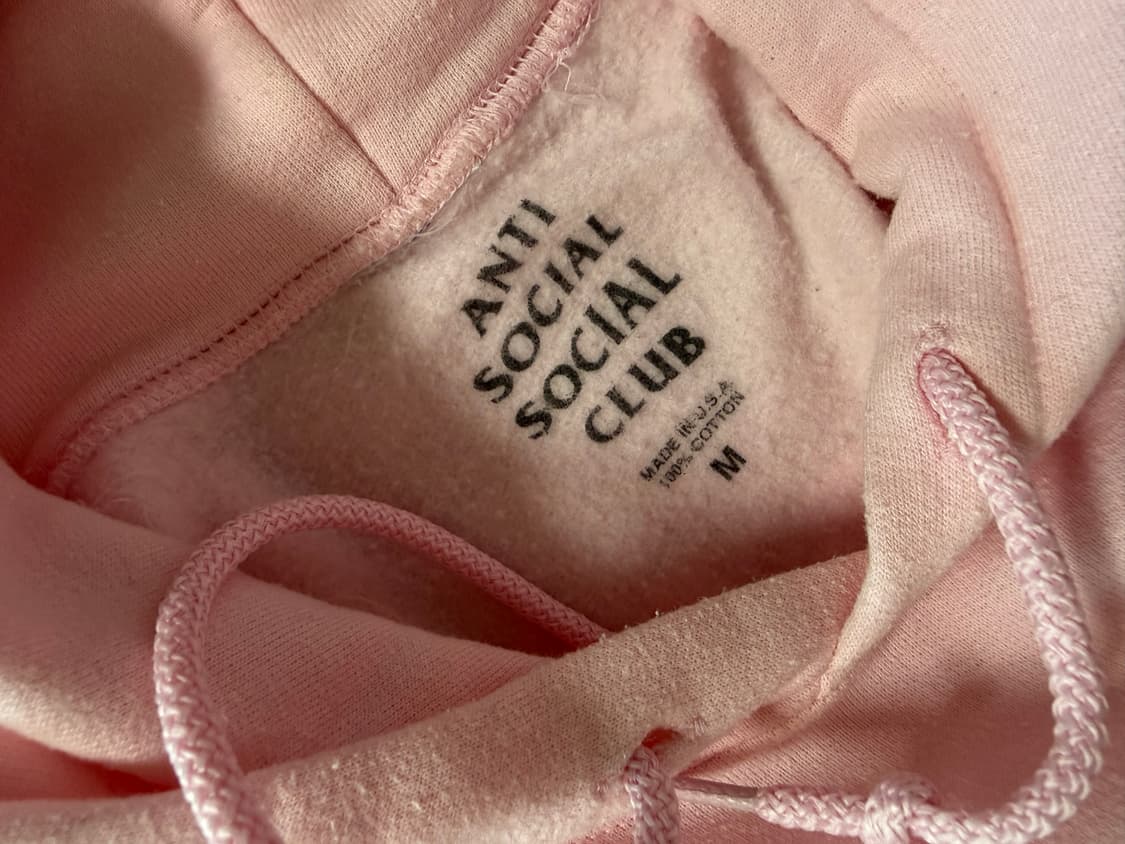 ANTI
SOCIAL
SOCIAL
CLUB
MADE IN U.S.A
100% COTTON
M